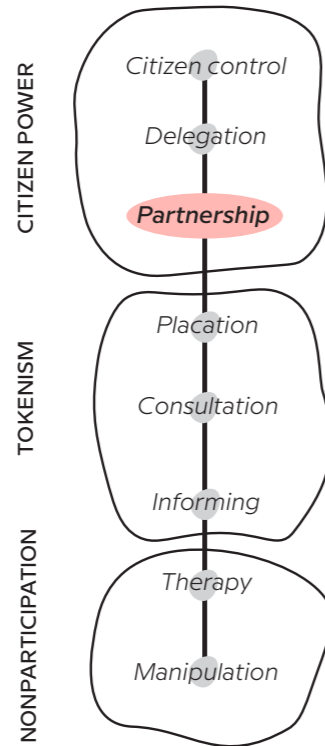 CITIZEN POWER
Citizen control
Delegation
Partnership
TOKENISM
Placation
Consultation
Informing
NONPARTICIPATION
Therapy
Manipulation